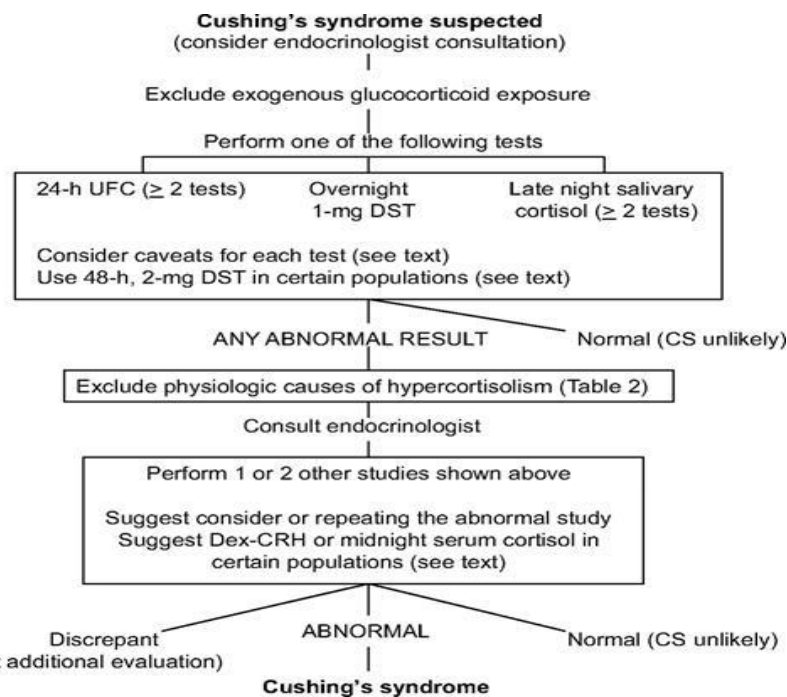 Cushing's syndrome suspected
(consider endocrinologist consultation)
Exclude exogenous glucocorticoid exposure
Perform one of the following tests
24-h UFC (≥ 2 tests)
Overnight
1-mg DST
Late night salivary
cortisol (≥ 2 tests)
Consider caveats for each test (see text)
Use 48-h, 2-mg DST in certain populations (see text)
ANY ABNORMAL RESULT
Normal (CS unlikely)
Exclude physiologic causes of hypercortisolism (Table 2)
Consult endocrinologist
Perform 1 or 2 other studies shown above
Suggest consider or repeating the abnormal study
Suggest Dex-CRH or midnight serum cortisol in
certain populations (see text)
Discrepant
additional evaluation)
ABNORMAL
Normal (CS unlikely)
Cushing's syndrome